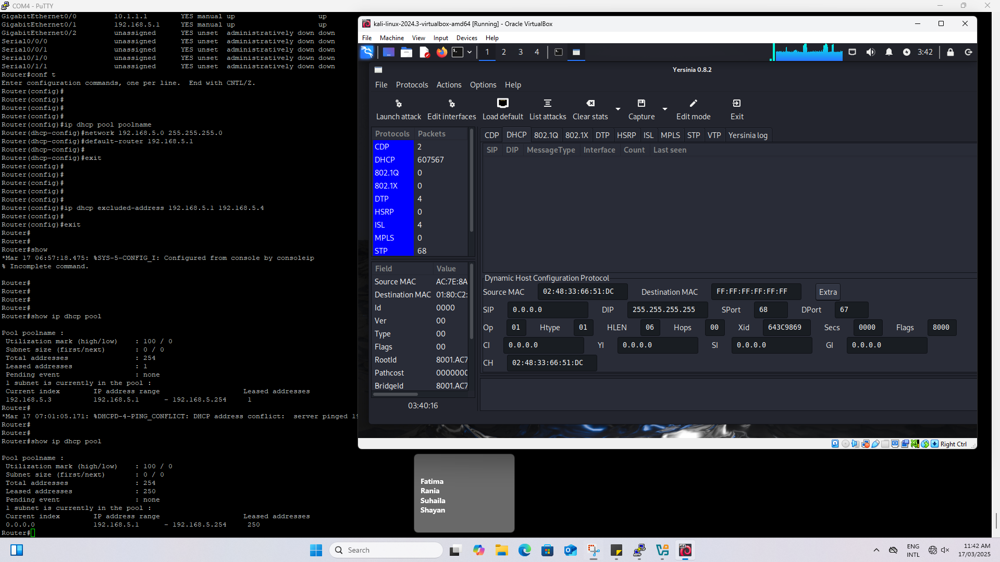 COM4 - PuTTY
GigabitEthernet0/0         10.1.1.1        YES manual up                    up
GigabitEthernet0/1         192.168.5.1     YES manual up                    up
GigabitEthernet0/2         unassigned      YES unset  administratively down down
Serial0/0/0                unassigned      YES unset  administratively down down
Serial0/0/1                unassigned      YES unset  administratively down down
Serial0/1/0                unassigned      YES unset  administratively down down
Serial0/1/1                unassigned      YES unset  administratively down down
Router#conf t
Enter configuration commands, one per line.  End with CNTL/Z.
Router(config)#
Router(config)#
Router(config)#
Router(config)#
Router(config)#ip dhcp pool poolname
Router(dhcp-config)#network 192.168.5.0 255.255.255.0
Router(dhcp-config)#default-router 192.168.5.1
Router(dhcp-config)#
Router(dhcp-config)#exit
Router(config)#
Router(config)#
Router(config)#
Router(config)#
Router(config)#
Router(config)#ip dhcp excluded-address 192.168.5.1 192.168.5.4
Router(config)#
Router(config)#exit
Router#
Router#
Router#show
*Mar 17 06:57:18.475: %SYS-5-CONFIG_I: Configured from console by consoleip
% Incomplete command.
Router#
Router#
Router#
Router#
Router#show ip dhcp pool
Pool poolname :
Utilization mark (high/low)    : 100 / 0
Subnet size (first/next)       : 0 / 0
Total addresses                : 254
Leased addresses               : 1
Pending event                  : none
1 subnet is currently in the pool :
Current index        IP address range                    Leased addresses
192.168.5.3          192.168.5.1      - 192.168.5.254     1
Router#
*Mar 17 07:01:05.171: %DHCPD-4-PING_CONFLICT: DHCP address conflict:  server pinged 19
Router#
Router#
Router#show ip dhcp pool
Pool poolname :
Utilization mark (high/low)    : 100 / 0
Subnet size (first/next)       : 0 / 0
Total addresses                : 254
Leased addresses               : 250
Pending event                  : none
1 subnet is currently in the pool :
Current index        IP address range                    Leased addresses
0.0.0.0              192.168.5.1      - 192.168.5.254     250
Router#
kali-linux-2024.3-virtualbox-amd64 [Running] - Oracle VirtualBox
File Machine View Input Devices Help
1 2 3 4 3:42
Yersinia 0.8.2
File Protocols Actions Options Help
Launch attack Edit interfaces Load default List attacks Clear stats Capture Edit mode Exit
Protocols Packets
CDP 2
DHCP 607567
802.1Q 0
802.1X 0
DTP 4
HSRP 0
ISL 4
MPLS 0
STP 68
Field Value
Source MAC AC:7E:8A
Destination MAC 01:80:C2:
Id 0000
Ver 00
Type 00
Flags 00
RootId 8001.AC7
Pathcost 0000000
BridgeId 8001.AC7
03:40:16
CDP DHCP 802.1Q 802.1X DTP HSRP ISL MPLS STP VTP Yersinia log
SIP DIP MessageType Interface Count Last seen
Dynamic Host Configuration Protocol
Source MAC 02:48:33:66:51:DC Destination MAC FF:FF:FF:FF:FF:FF Extra
SIP 0.0.0.0 DIP 255.255.255.255 SPort 68 DPort 67
Op 01 Htype 01 HLEN 06 Hops 00 Xid 643C9869 Secs 0000 Flags 8000
CI 0.0.0.0 YI 0.0.0.0 SI 0.0.0.0 GI 0.0.0.0
CH 02:48:33:66:51:DC
Right Ctrl
Fatima
Rania
Suhaila
Shayan
Search
ENG
INTL
11:42 AM
17/03/2025